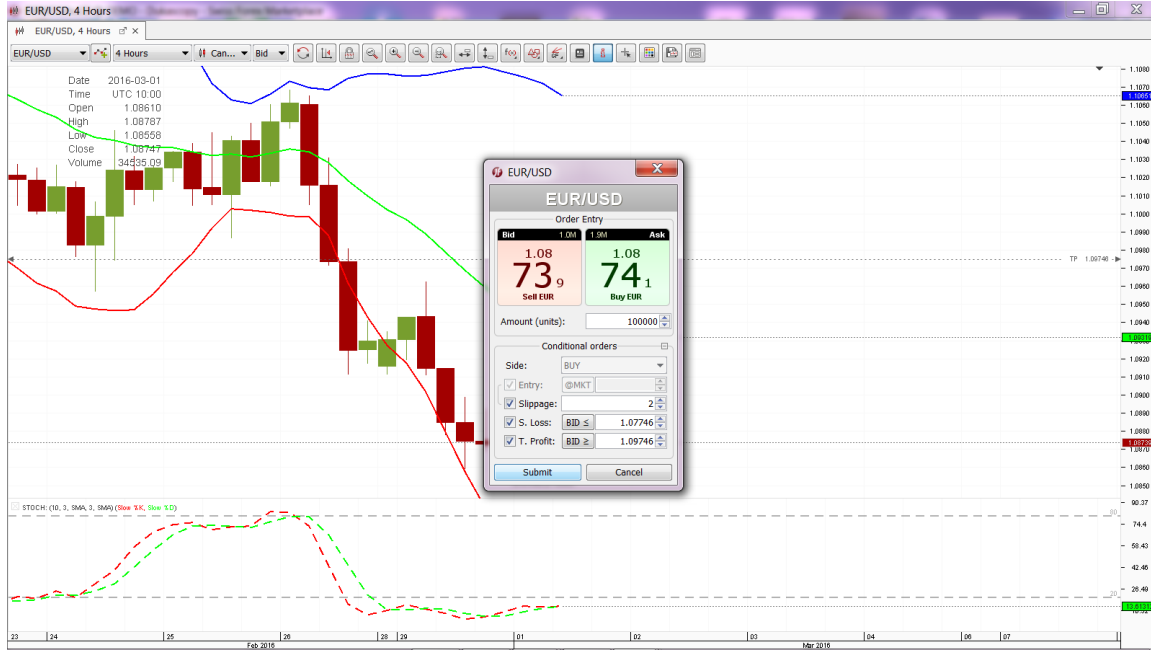 EUR/USD, 4 Hours
EUR/USD, 4 Hours
EUR/USD 4 Hours Can... Bid
Date 2016-03-01
Time UTC 10:00
Open 1.08610
High 1.08787
Low 1.08558
Close 1.08747
Volume 34535.09
EUR/USD
EUR/USD
Order Entry
Bid 1.0M 1.9M Ask
1.08 1.08
73 9 74 1
Sell EUR Buy EUR
Amount (units): 100000
Conditional orders
Side: BUY
Entry: @MKT
Slippage: 2
S. Loss: BID ≤ 1.07746
T. Profit: BID ≥ 1.09746
Submit Cancel
1.1080
1.1070
1.10651
1.1060
1.1050
1.1040
1.1030
1.1020
1.1010
1.1000
1.0990
1.0980
TP 1.09746
1.0970
1.0960
1.0950
1.0940
1.0920
1.0910
1.0900
1.0890
1.0880
1.08739
1.0870
1.0860
1.0850
STOCH: (10, 3, SMA, 3, SMA) (Slow %K, Slow %D)
90.37
80
74.4
58.43
42.46
26.49
20
23 24 25 26 28 29 01 02 03 04 06 07
Feb 2016 Mar 2016